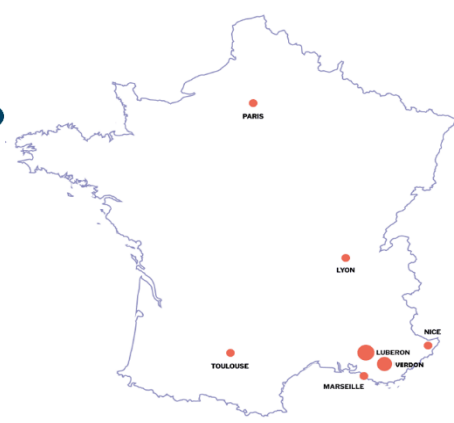 PARIS
LYON
NICE
LUBERON
VERDON
TOULOUSE
MARSEILLE